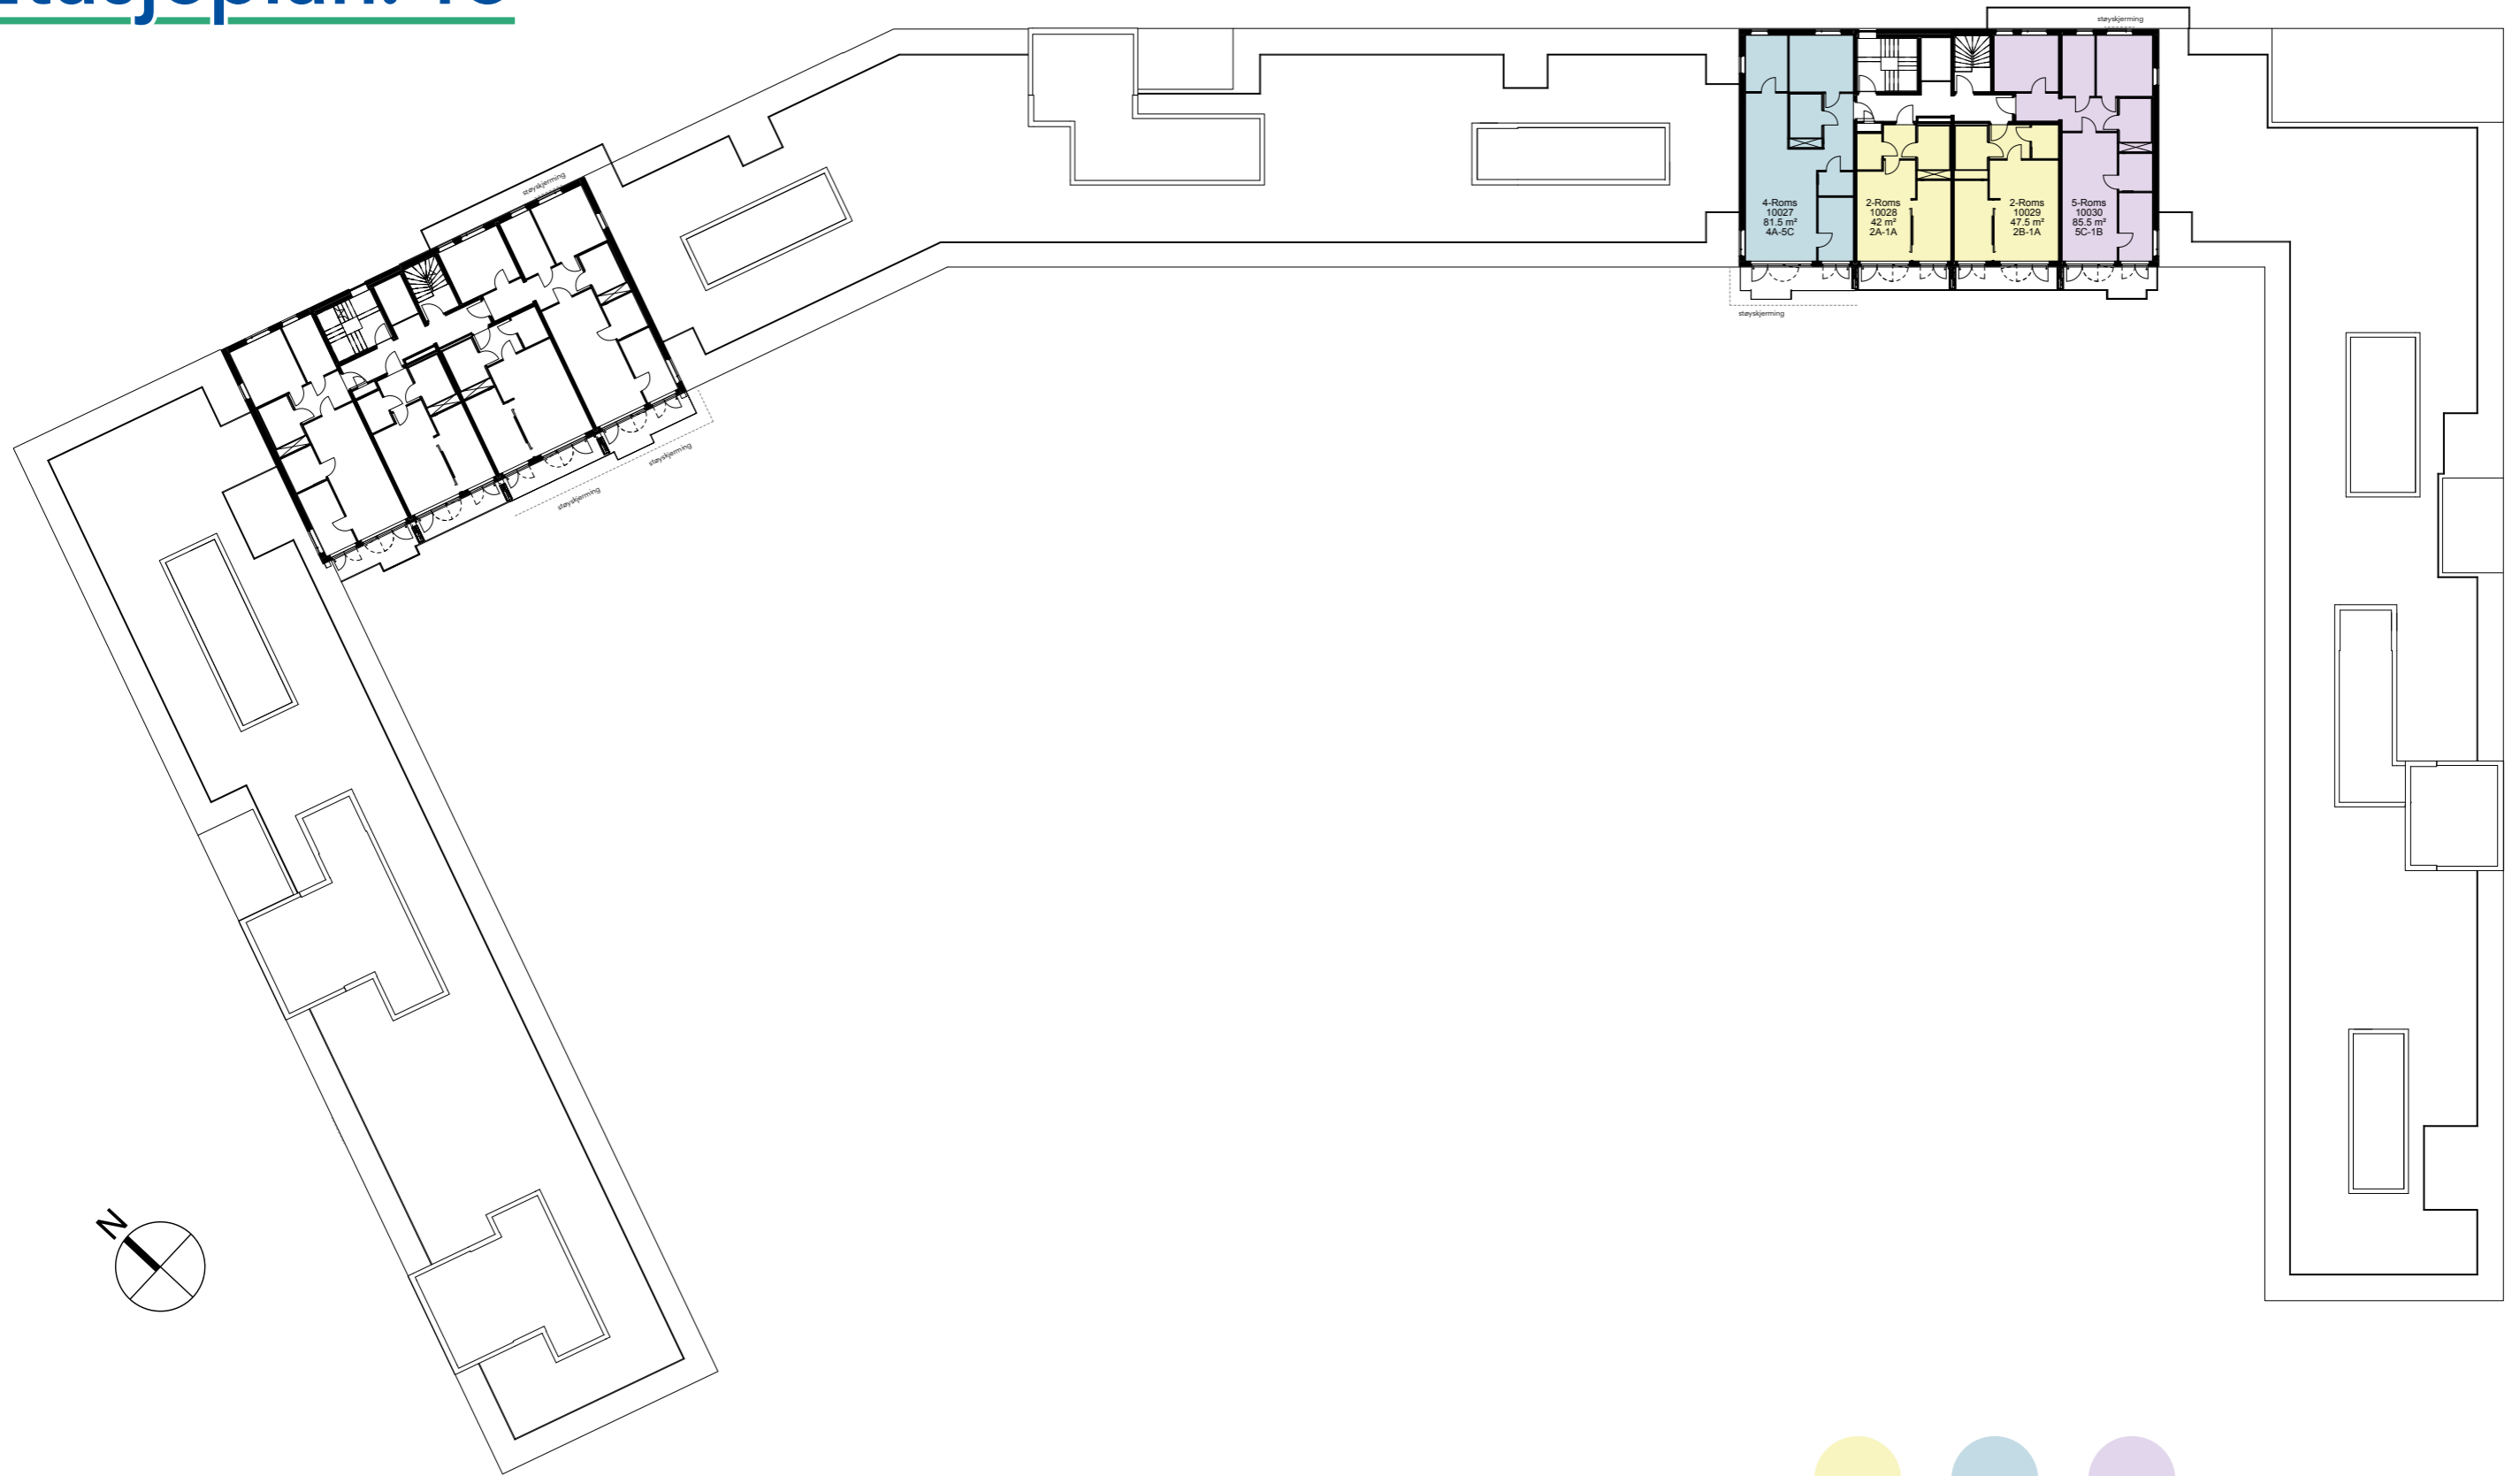 støyskjerming
støyskjerming
4-Roms
10027
81.5 m²
4A-5C
2-Roms
10028
42 m²
2A-1A
2-Roms
10029
47.5 m²
2B-1A
5-Roms
10030
85.5 m²
5C-1B
støyskjerming
støyskjerming
støyskjerming
N